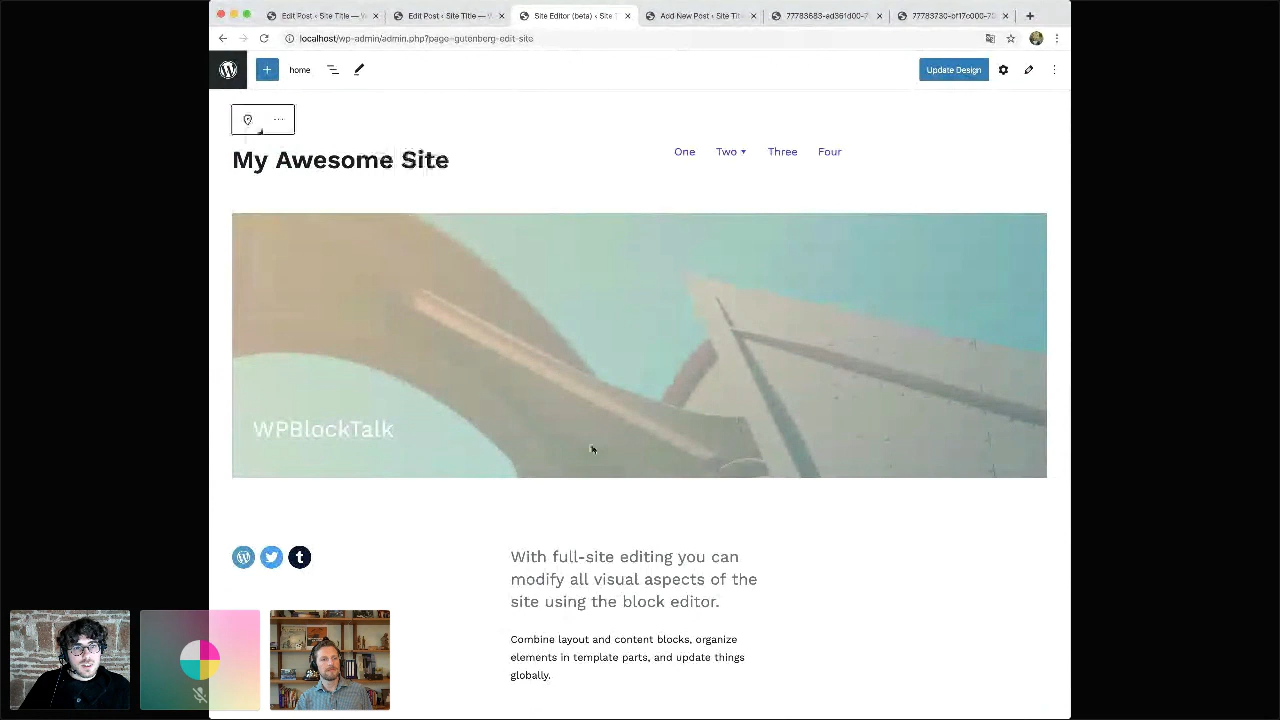 Edit Post ‹ Site Title — W
Edit Post ‹ Site Title — W
Site Editor (beta) ‹ Site
Add New Post ‹ Site Titl
localhost/wp-admin/admin.php?page=gutenberg-edit-site
home
Update Design
My Awesome Site
One
Two
Three
Four
WPBlockTalk
With full-site editing you can
modify all visual aspects of the
site using the block editor.
Combine layout and content blocks, organize
elements in template parts, and update things
globally.